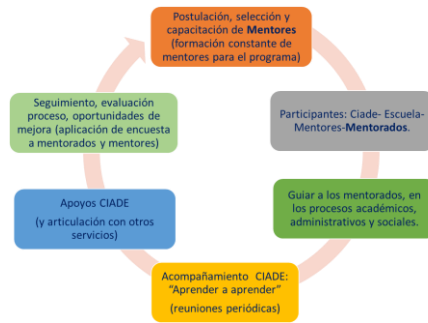 Postulación, selección y
capacitación de Mentores
(formación constante de
mentores para el programa)
Participantes: Ciade- Escuela-
Mentores-Mentorados.
Guiar a los mentorados, en
los procesos académicos,
administrativos y sociales.
Acompañamiento CIADE:
“Aprender a aprender”
(reuniones periódicas)
Apoyos CIADE
(y articulación con otros
servicios)
Seguimiento, evaluación
proceso, oportunidades de
mejora (aplicación de encuesta
a mentorados y mentores)